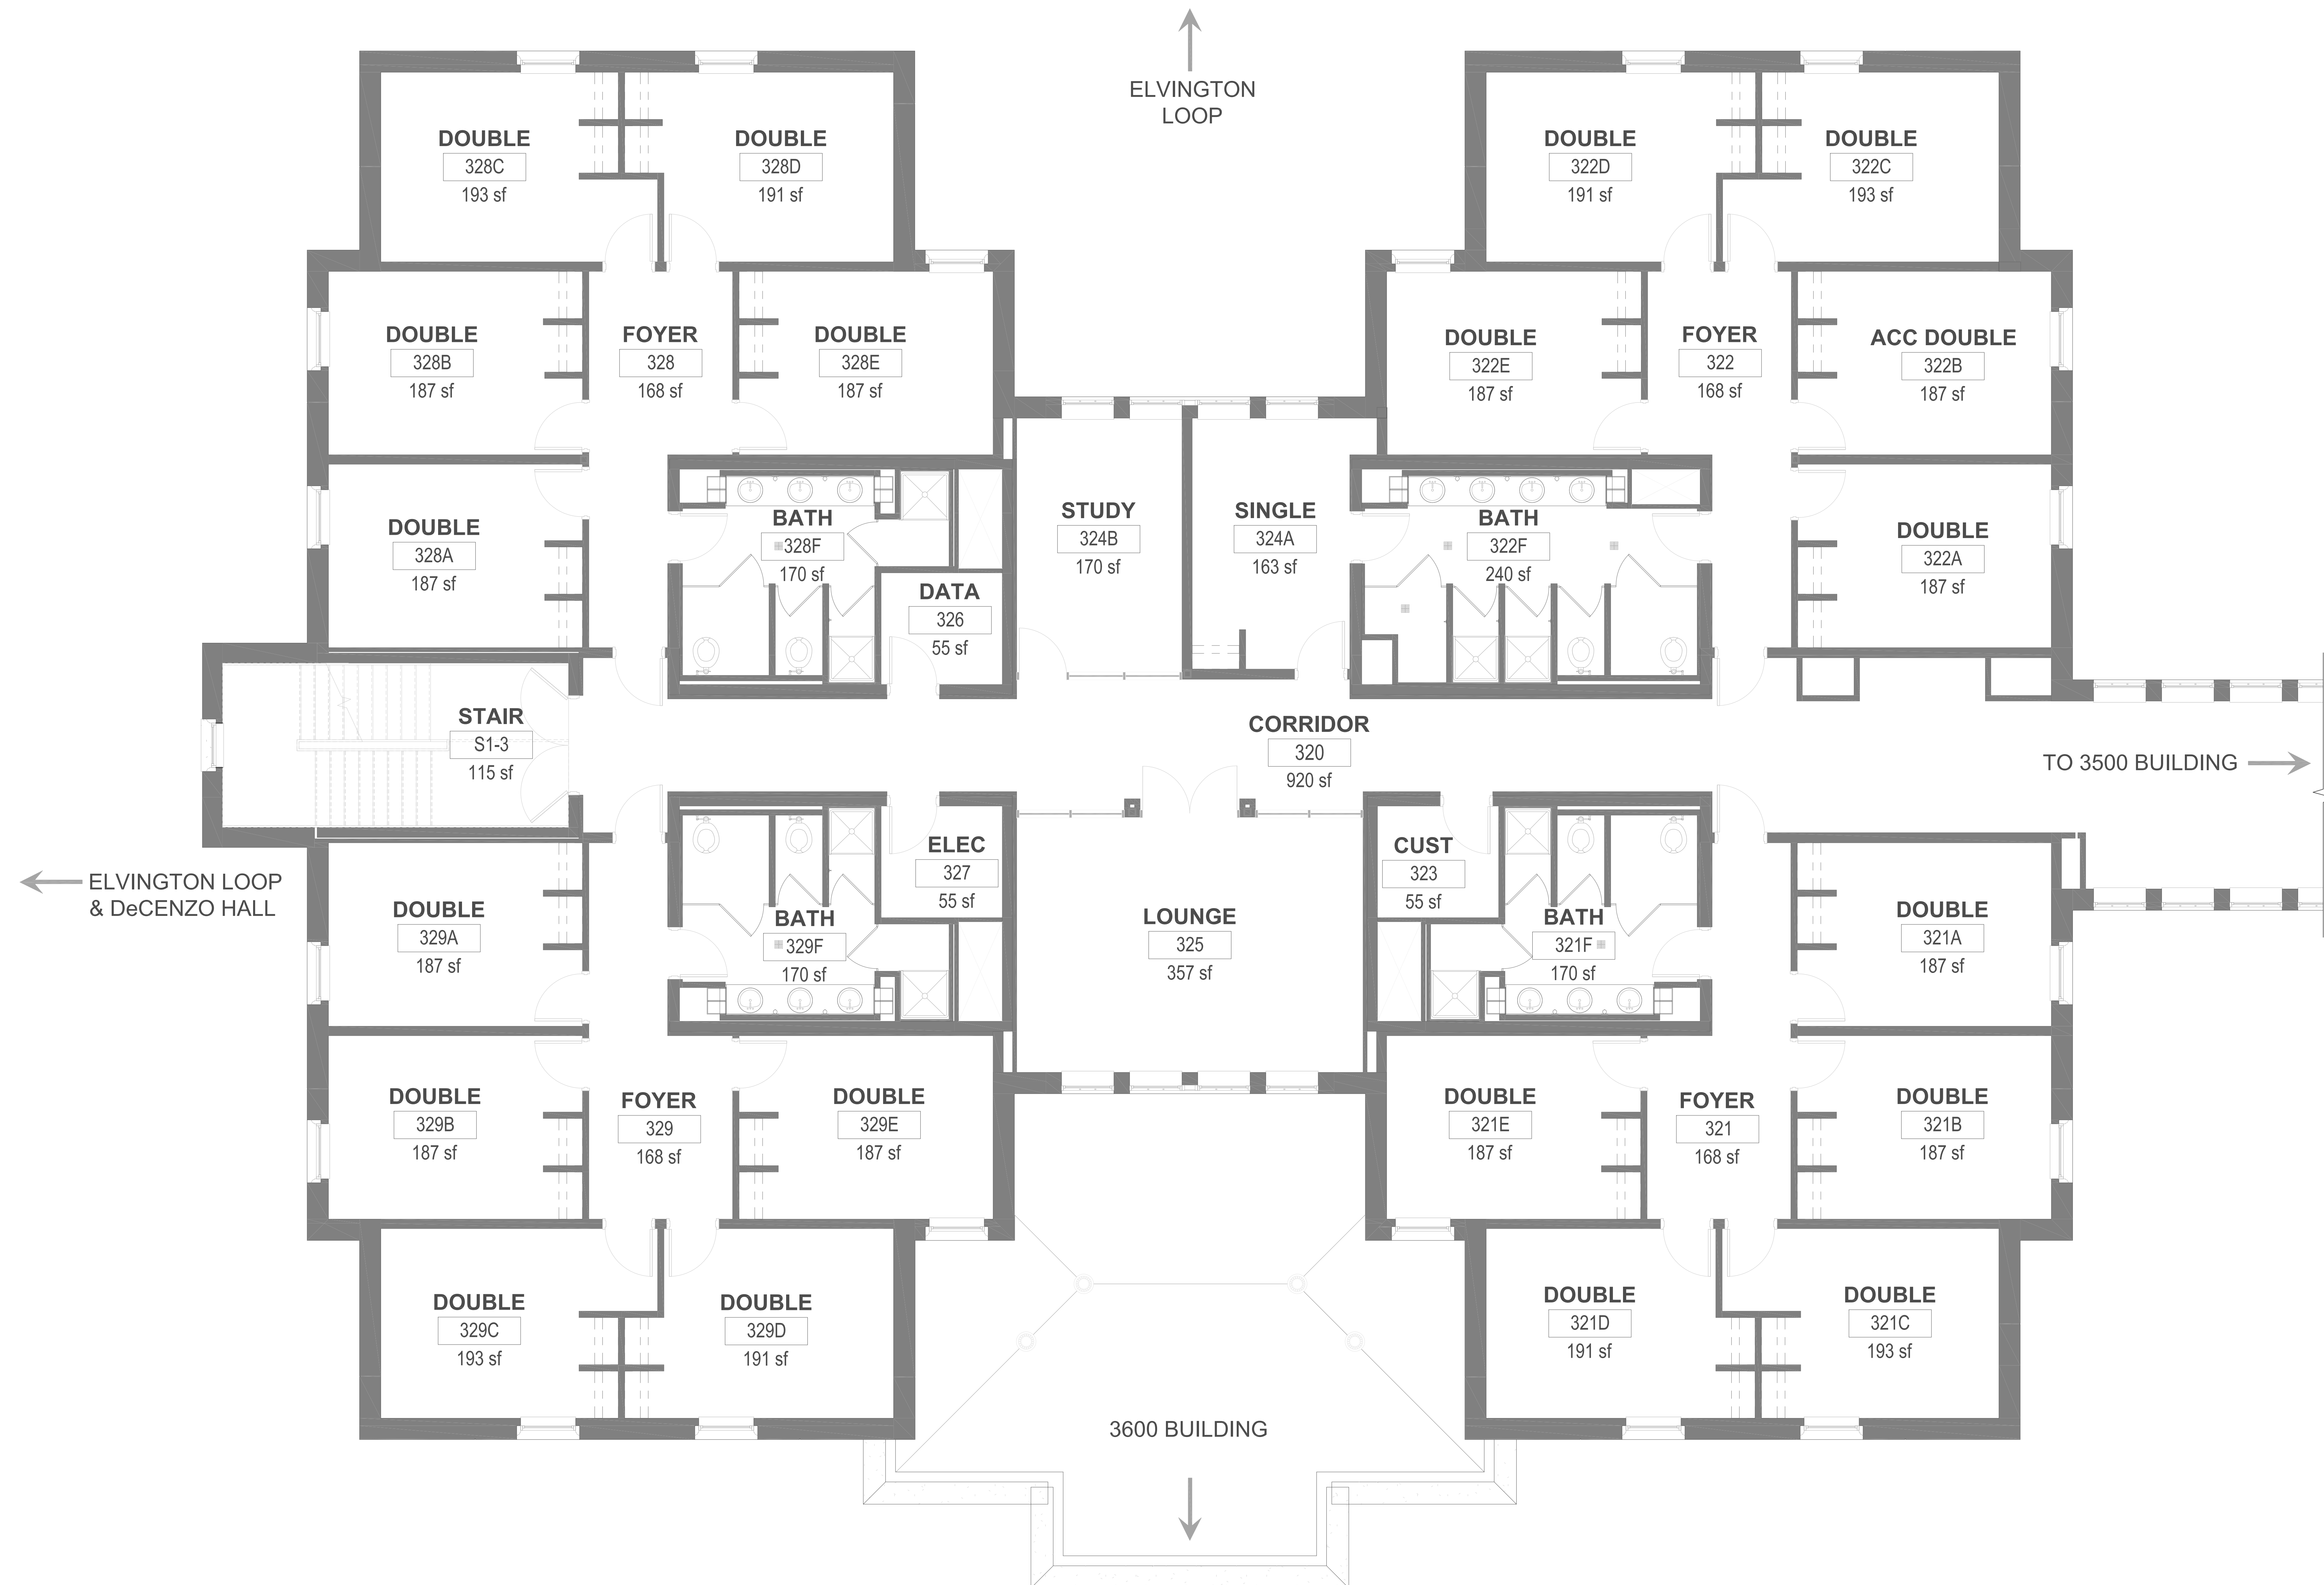 ELVINGTON
LOOP
DOUBLE
328C
193 sf
DOUBLE
328D
191 sf
DOUBLE
322D
191 sf
DOUBLE
322C
193 sf
DOUBLE
328B
187 sf
FOYER
328
168 sf
DOUBLE
328E
187 sf
DOUBLE
322E
187 sf
FOYER
322
168 sf
ACC DOUBLE
322B
187 sf
DOUBLE
328A
187 sf
BATH
328F
170 sf
DATA
326
55 sf
STUDY
324B
170 sf
SINGLE
324A
163 sf
BATH
322F
240 sf
DOUBLE
322A
187 sf
STAIR
S1-3
115 sf
CORRIDOR
320
920 sf
TO 3500 BUILDING
ELVINGTON LOOP
& DeCENZO HALL
DOUBLE
329A
187 sf
BATH
329F
170 sf
ELEC
327
55 sf
LOUNGE
325
357 sf
CUST
323
55 sf
BATH
321F
170 sf
DOUBLE
321A
187 sf
DOUBLE
329B
187 sf
FOYER
329
168 sf
DOUBLE
329E
187 sf
DOUBLE
321E
187 sf
FOYER
321
168 sf
DOUBLE
321B
187 sf
DOUBLE
329C
193 sf
DOUBLE
329D
191 sf
DOUBLE
321D
191 sf
DOUBLE
321C
193 sf
3600 BUILDING